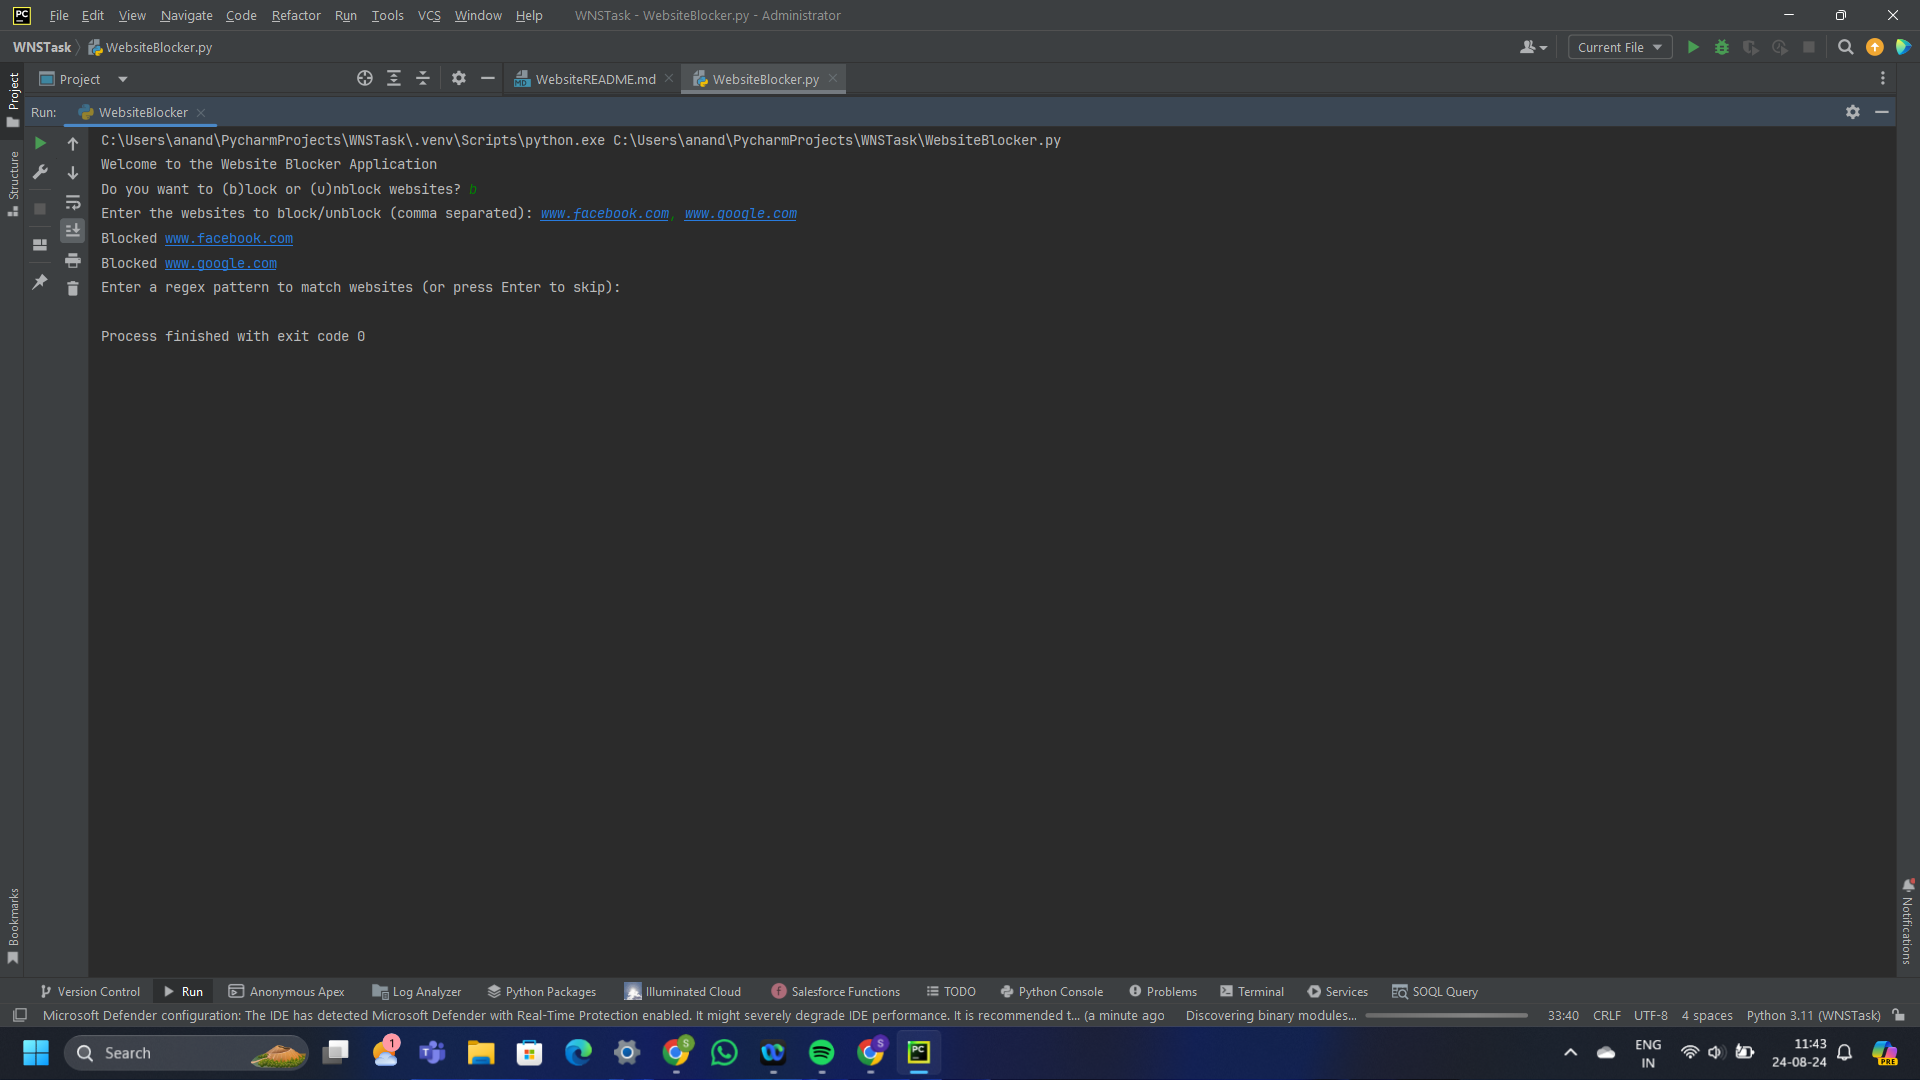 PC File Edit View Navigate Code Refactor Run Tools VCS Window Help WNSTask - WebsiteBlocker.py - Administrator
WNSTask WebsiteBlocker.py Current File
Project WebsiteREADME.md WebsiteBlocker.py
Run: WebsiteBlocker
C:\Users\anand\PycharmProjects\WNSTask\.venv\Scripts\python.exe C:\Users\anand\PycharmProjects\WNSTask\WebsiteBlocker.py
Welcome to the Website Blocker Application
Do you want to (b)lock or (u)nblock websites? b
Enter the websites to block/unblock (comma separated): www.facebook.com, www.google.com
Blocked www.facebook.com
Blocked www.google.com
Enter a regex pattern to match websites (or press Enter to skip):
Process finished with exit code 0
Project
Structure
Bookmarks
Notifications
Version Control Run Anonymous Apex Log Analyzer Python Packages Illuminated Cloud Salesforce Functions TODO Python Console Problems Terminal Services SOQL Query
Microsoft Defender configuration: The IDE has detected Microsoft Defender with Real-Time Protection enabled. It might severely degrade IDE performance. It is recommended t... (a minute ago Discovering binary modules... 33:40 CRLF UTF-8 4 spaces Python 3.11 (WNSTask)
Search 1 S S PC ENG 11:43
IN 24-08-24 PRE